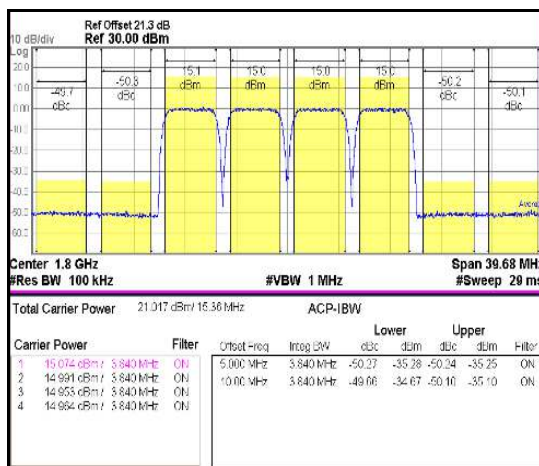 Ref Offset 21.3 dB
10 dB/div Ref 30.00 dBm
Log
20.0
10.0
0.00
-10.0
-20.0
-30.0
-40.0
-50.0
-60.0
-49.7 dBc
-50.3 dBc
15.1 dBm
15.0 dBm
15.0 dBm
15.0 dBm
-50.2 dBc
-50.1 dBc
Center 1.8 GHz Span 39.68 MHz
#Res BW 100 kHz #VBW 1 MHz #Sweep 29 ms
Total Carrier Power 21.017 dBm/ 15.36 MHz ACP-IBW
Lower Upper
Carrier Power Filter Offset Freq Integ BW dBc dBm dBc dBm Filter
1 15.074 dBm / 3.840 MHz ON 5.000 MHz 3.840 MHz -50.27 -35.28 -50.24 -35.25 ON
2 14.991 dBm / 3.840 MHz ON 10.00 MHz 3.840 MHz -49.66 -34.67 -50.10 -35.10 ON
3 14.953 dBm / 3.840 MHz ON
4 14.964 dBm / 3.840 MHz ON